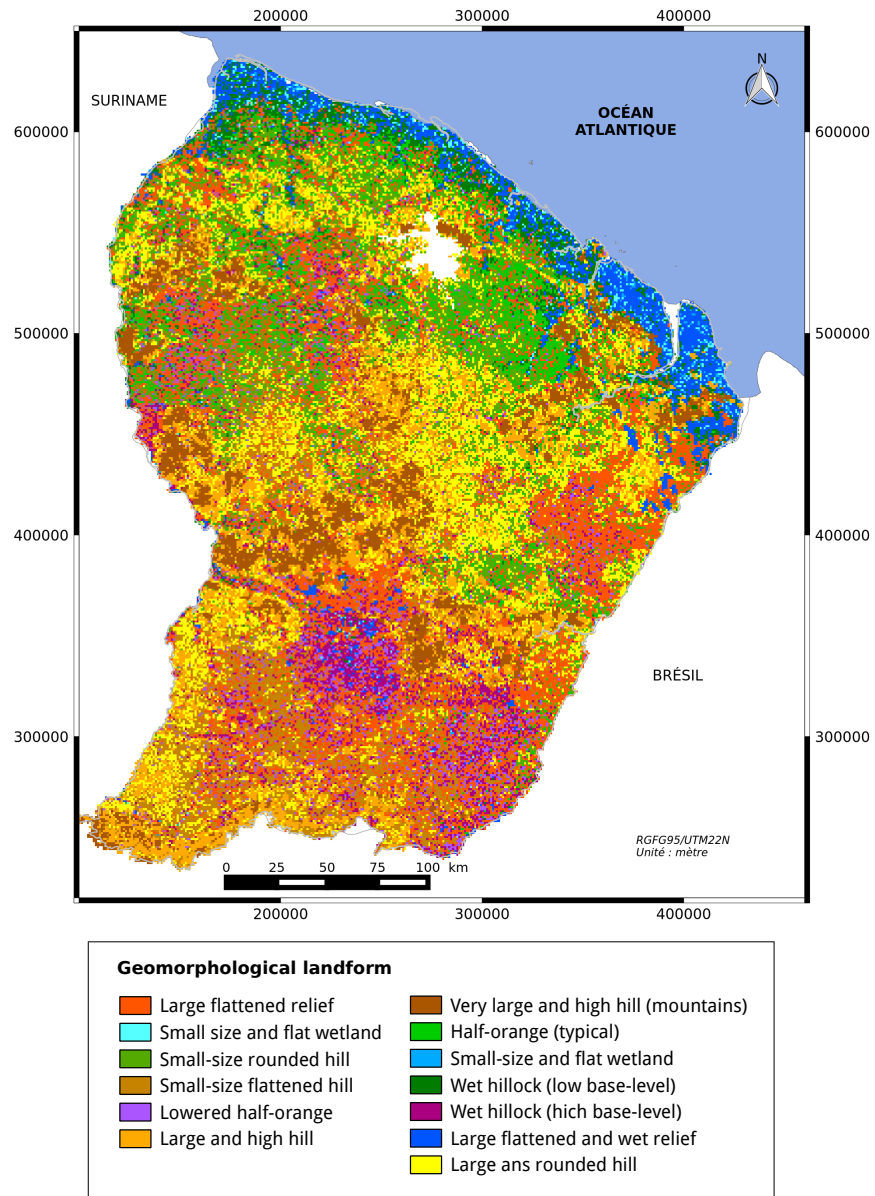 200000 300000 400000
N
SURINAME
OCÉAN
ATLANTIQUE
600000 600000
500000 500000
400000 400000
BRÉSIL
300000 300000
RGFG95/UTM22N
Unité : mètre
0 25 50 75 100 km
200000 300000 400000
Geomorphological landform
Large flattened relief
Small size and flat wetland
Small-size rounded hill
Small-size flattened hill
Lowered half-orange
Large and high hill
Very large and high hill (mountains)
Half-orange (typical)
Small-size and flat wetland
Wet hillock (low base-level)
Wet hillock (hich base-level)
Large flattened and wet relief
Large ans rounded hill